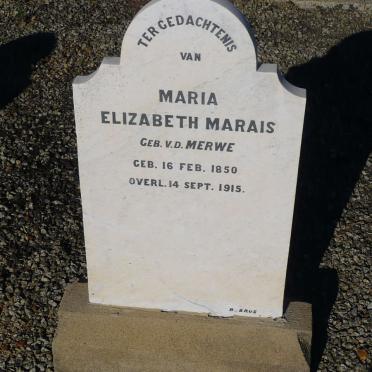 TER GEDACHTENIS
VAN
MARIA
ELIZABETH MARAIS
GEB. V.D. MERWE
GEB. 16 FEB. 1850
OVERL. 14 SEPT. 1915.